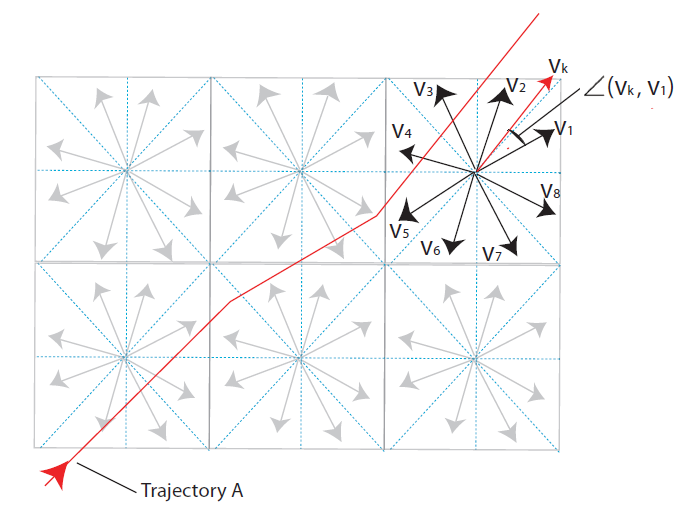 Vk
V3
V2
∠(Vk, V1)
V4
V1
V8
V5
V6
V7
Trajectory A